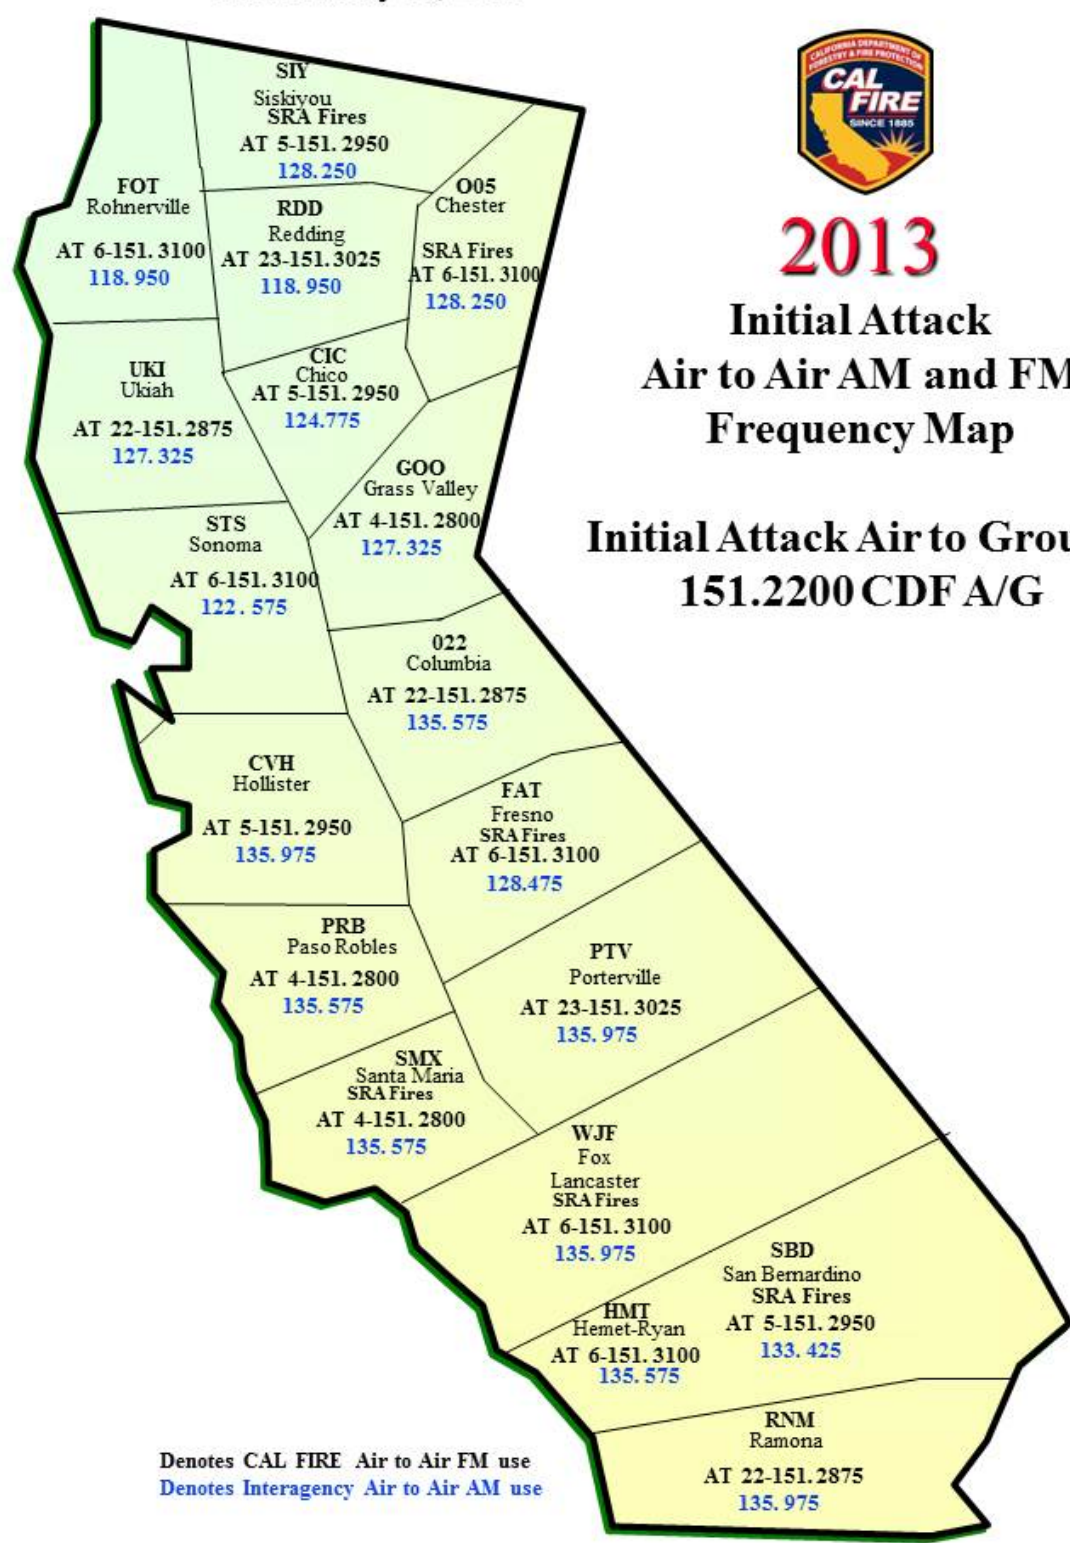 CALIFORNIA DEPARTMENT OF
FORESTRY & FIRE PROTECTION
CAL
FIRE
SINCE 1885
2013
Initial Attack
Air to Air AM and FM
Frequency Map
Initial Attack Air to Grou
151.2200 CDF A/G
SIY
Siskiyou
SRA Fires
AT 5-151.2950
128.250
FOT
Rohnerville
AT 6-151.3100
118.950
RDD
Redding
AT 23-151.3025
118.950
O05
Chester
SRA Fires
AT 6-151.3100
128.250
UKI
Ukiah
AT 22-151.2875
127.325
CIC
Chico
AT 5-151.2950
124.775
GOO
Grass Valley
AT 4-151.2800
127.325
STS
Sonoma
AT 6-151.3100
122.575
022
Columbia
AT 22-151.2875
135.575
CVH
Hollister
AT 5-151.2950
135.975
FAT
Fresno
SRA Fires
AT 6-151.3100
128.475
PRB
Paso Robles
AT 4-151.2800
135.575
PTV
Porterville
AT 23-151.3025
135.975
SMX
Santa Maria
SRA Fires
AT 4-151.2800
135.575
WJF
Fox
Lancaster
SRA Fires
AT 6-151.3100
135.975
SBD
San Bernardino
SRA Fires
AT 5-151.2950
133.425
HMT
Hemet-Ryan
AT 6-151.3100
135.575
RNM
Ramona
AT 22-151.2875
135.975
Denotes CAL FIRE Air to Air FM use
Denotes Interagency Air to Air AM use